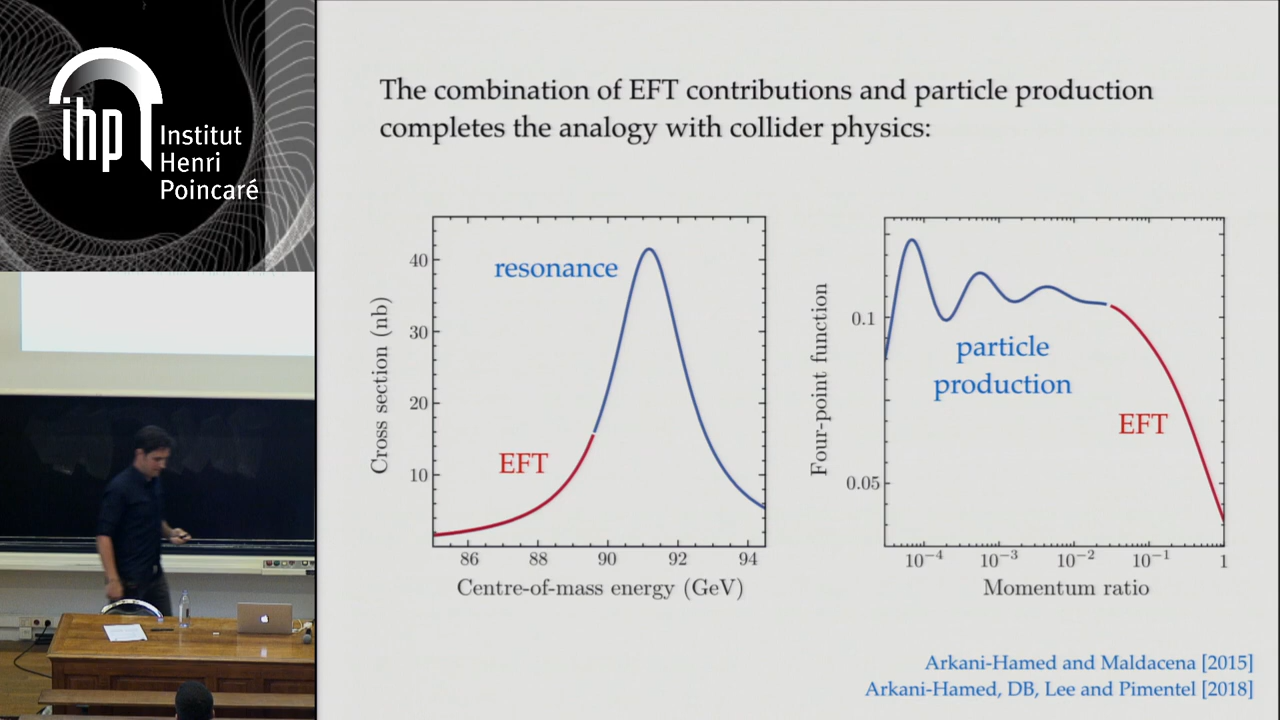 ihp
Institut
Henri
Poincaré
The combination of EFT contributions and particle production
completes the analogy with collider physics:
Cross section (nb)
40
30
20
10
resonance
EFT
86 88 90 92 94
Centre-of-mass energy (GeV)
Four-point function
0.1
0.05
particle
production
EFT
10⁻⁴ 10⁻³ 10⁻² 10⁻¹ 1
Momentum ratio
Arkani-Hamed and Maldacena [2015]
Arkani-Hamed, DB, Lee and Pimentel [2018]